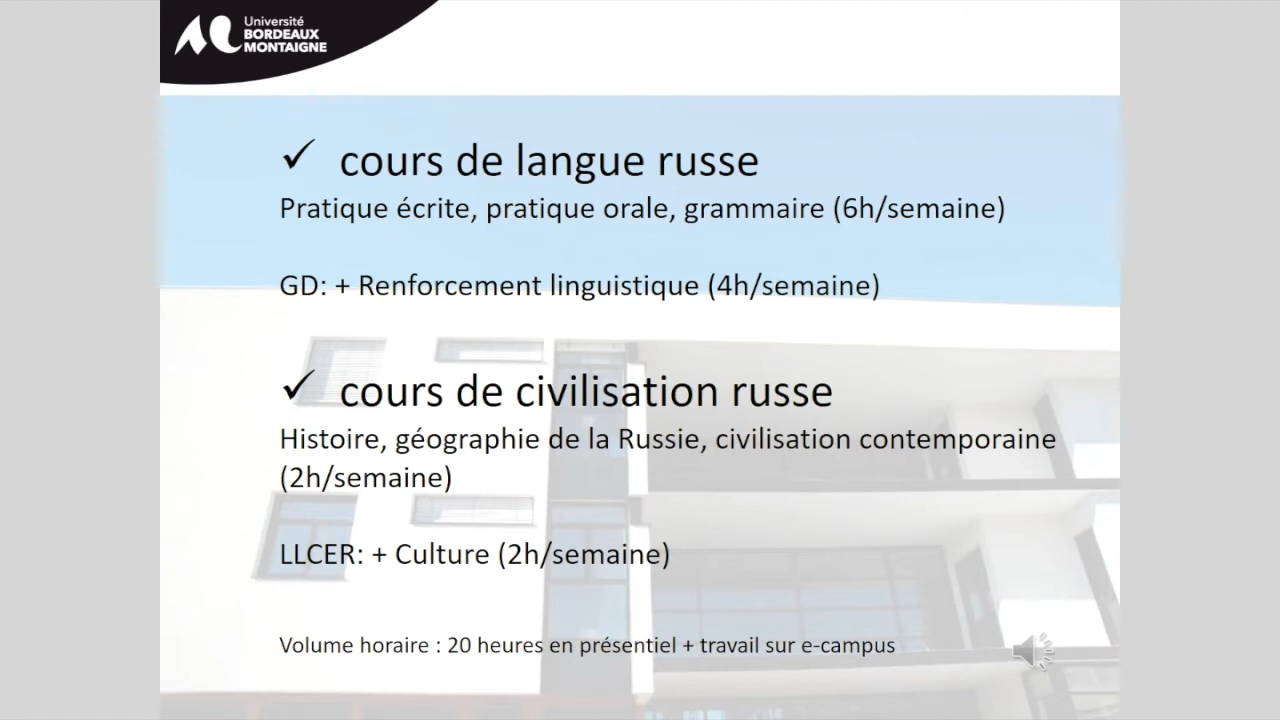 Université
BORDEAUX
MONTAIGNE
✓ cours de langue russe
Pratique écrite, pratique orale, grammaire (6h/semaine)
GD: + Renforcement linguistique (4h/semaine)
✓ cours de civilisation russe
Histoire, géographie de la Russie, civilisation contemporaine
(2h/semaine)
LLCER: + Culture (2h/semaine)
Volume horaire : 20 heures en présentiel + travail sur e-campus